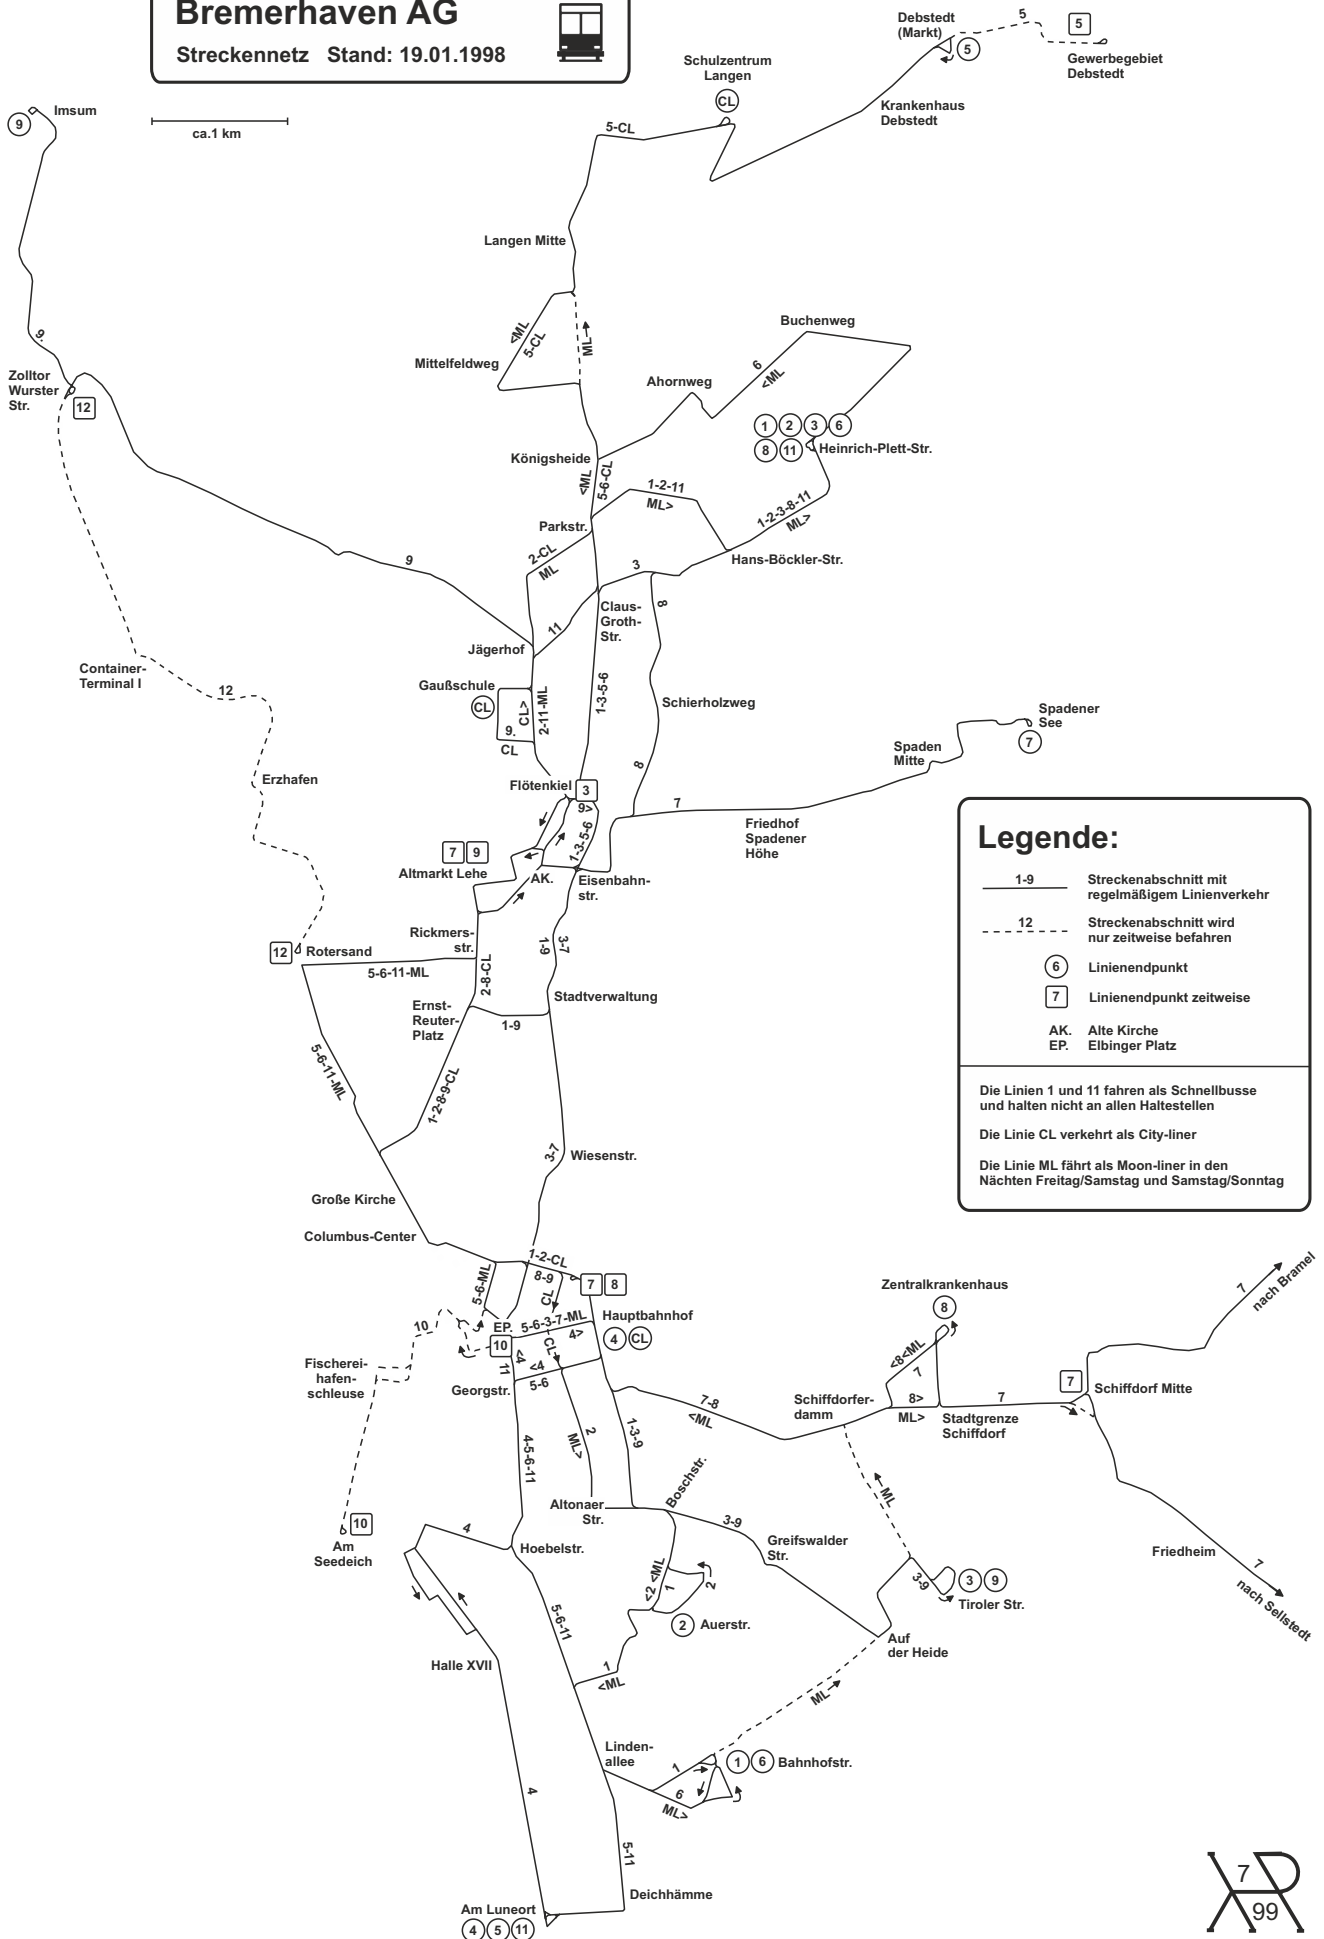 Bremerhaven AG
Streckennetz Stand: 19.01.1998
ca.1 km
Imsum
9
9.
Zolltor
Wurster
Str.
12
Schulzentrum
Langen
CL
5-CL
Debstedt
(Markt)
5
5
5
Gewerbegebiet
Debstedt
Krankenhaus
Debstedt
Langen Mitte
<ML
5-CL
ML
Mittelfeldweg
Buchenweg
6
<ML
Ahornweg
1 2 3 6
8 11
Heinrich-Plett-Str.
Königsheide
<ML
5-6-CL
1-2-11
ML>
1-2-3-8-11
ML>
Parkstr.
2-CL
ML
Hans-Böckler-Str.
9
3
8
11
Claus-
Groth-
Str.
Jägerhof
Container-
Terminal I
12
Gaußschule
CL
CL>
9.
CL
2-11-ML
1-3-5-6
Schierholzweg
8
Spadener
See
7
Spaden
Mitte
Erzhafen
Flötenkiel
3
9>
1-3-5-6
7
Friedhof
Spadener
Höhe
7 9
Altmarkt Lehe
AK.
Eisenbahn-
str.
Rickmers-
str.
12
Rotersand
5-6-11-ML
2-8-CL
1-9
3-7
Stadtverwaltung
Ernst-
Reuter-
Platz
1-9
5-6-11-ML
1-2-8-9-CL
3-7
Wiesenstr.
Große Kirche
Columbus-Center
1-2-CL
8-9
CL
7 8
5-6-ML
Hauptbahnhof
4 CL
EP.
5-6-3-7-ML
4>
CL
10
10
<4
<4
5-6
11
Fischerei-
hafen-
schleuse
Georgstr.
4-5-6-11
2
ML>
1-3-9
7-8
<ML
Schiffdorfer-
damm
Zentralkrankenhaus
8
<8<ML
7
8>
ML>
7
Stadtgrenze
Schiffdorf
7
Schiffdorf Mitte
7
nach Bramel
Friedheim
7
nach Sellstedt
10
Am
Seedeich
Altonaer
Str.
Boschstr.
3-9
Greifswalder
Str.
ML
4
Hoebelstr.
<2 <ML
1
2
2
Auerstr.
3-9
3 9
Tiroler Str.
5-6-11
Auf
der Heide
Halle XVII
1
<ML
ML
Linden-
allee
1
6
ML>
1 6
Bahnhofstr.
4
5-11
Deichhämme
Am Luneort
4 5 11
Legende:
1-9
Streckenabschnitt mit
regelmäßigem Linienverkehr
12
Streckenabschnitt wird
nur zeitweise befahren
6
Linienendpunkt
7
Linienendpunkt zeitweise
AK. Alte Kirche
EP. Elbinger Platz
Die Linien 1 und 11 fahren als Schnellbusse
und halten nicht an allen Haltestellen
Die Linie CL verkehrt als City-liner
Die Linie ML fährt als Moon-liner in den
Nächten Freitag/Samstag und Samstag/Sonntag
7
99